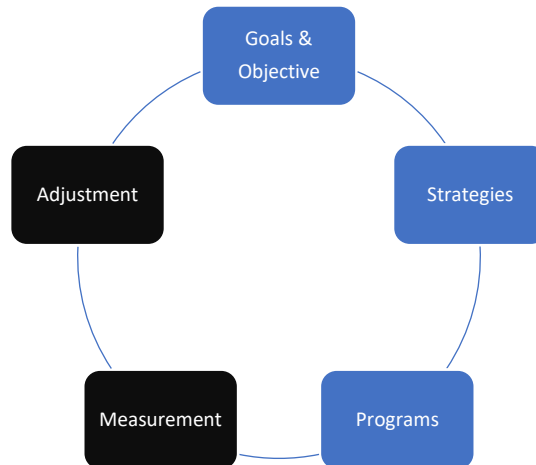 Goals &
Objective
Strategies
Programs
Measurement
Adjustment